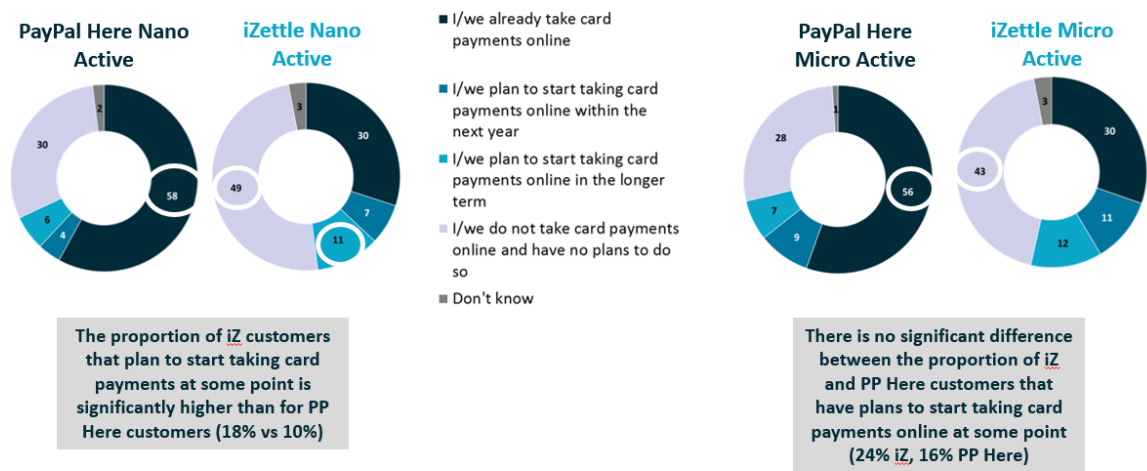 PayPal Here Nano
Active
iZettle Nano
Active
2
30
58
6
4
3
30
49
7
11
I/we already take card
payments online
I/we plan to start taking card
payments online within the
next year
I/we plan to start taking card
payments online in the longer
term
I/we do not take card payments
online and have no plans to do
so
Don't know
PayPal Here
Micro Active
iZettle Micro
Active
1
28
56
7
9
3
30
43
11
12
The proportion of iZ customers
that plan to start taking card
payments at some point is
significantly higher than for PP
Here customers (18% vs 10%)
There is no significant difference
between the proportion of iZ
and PP Here customers that
have plans to start taking card
payments online at some point
(24% iZ, 16% PP Here)